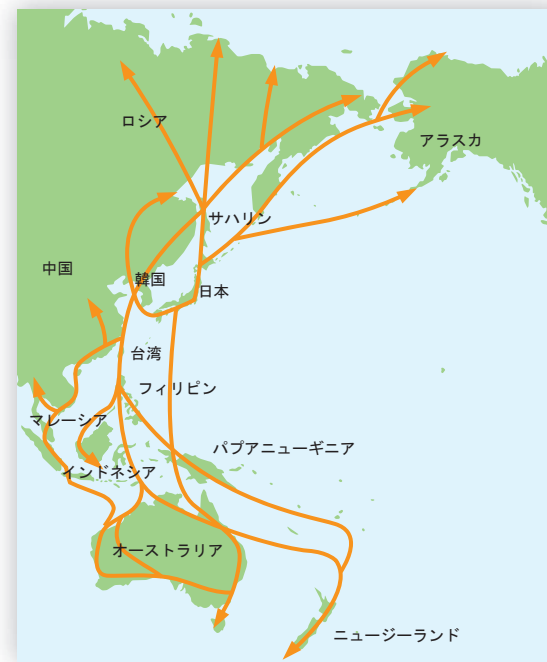 ロシア
アラスカ
サハリン
中国
韓国
日本
台湾
フィリピン
マレーシア
パプアニューギニア
インドネシア
オーストラリア
ニュージーランド